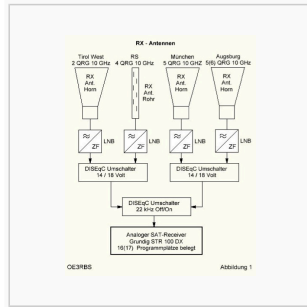 RX - Antennen
Tirol West
2 QRG 10 GHz
RS
4 QRG 10 GHz
München
5 QRG 10 GHZ
Augsburg
5(6) QRG 10 GHz
RX
Ant.
Horn
RX
Ant.
Rohr
RX
Ant.
Horn
RX
Ant.
Horn
ZF
LNB
ZF
LNB
ZF
LNB
ZF
LNB
DISEqC Umschalter
14 / 18 Volt
DISEqC Umschalter
14 / 18 Volt
DISEqC Umschalter
22 kHz Off/On
Analoger SAT-Receiver
Grundig STR 100 DX
16(17) Programmplätze belegt
OE3RBS
Abbildung 1